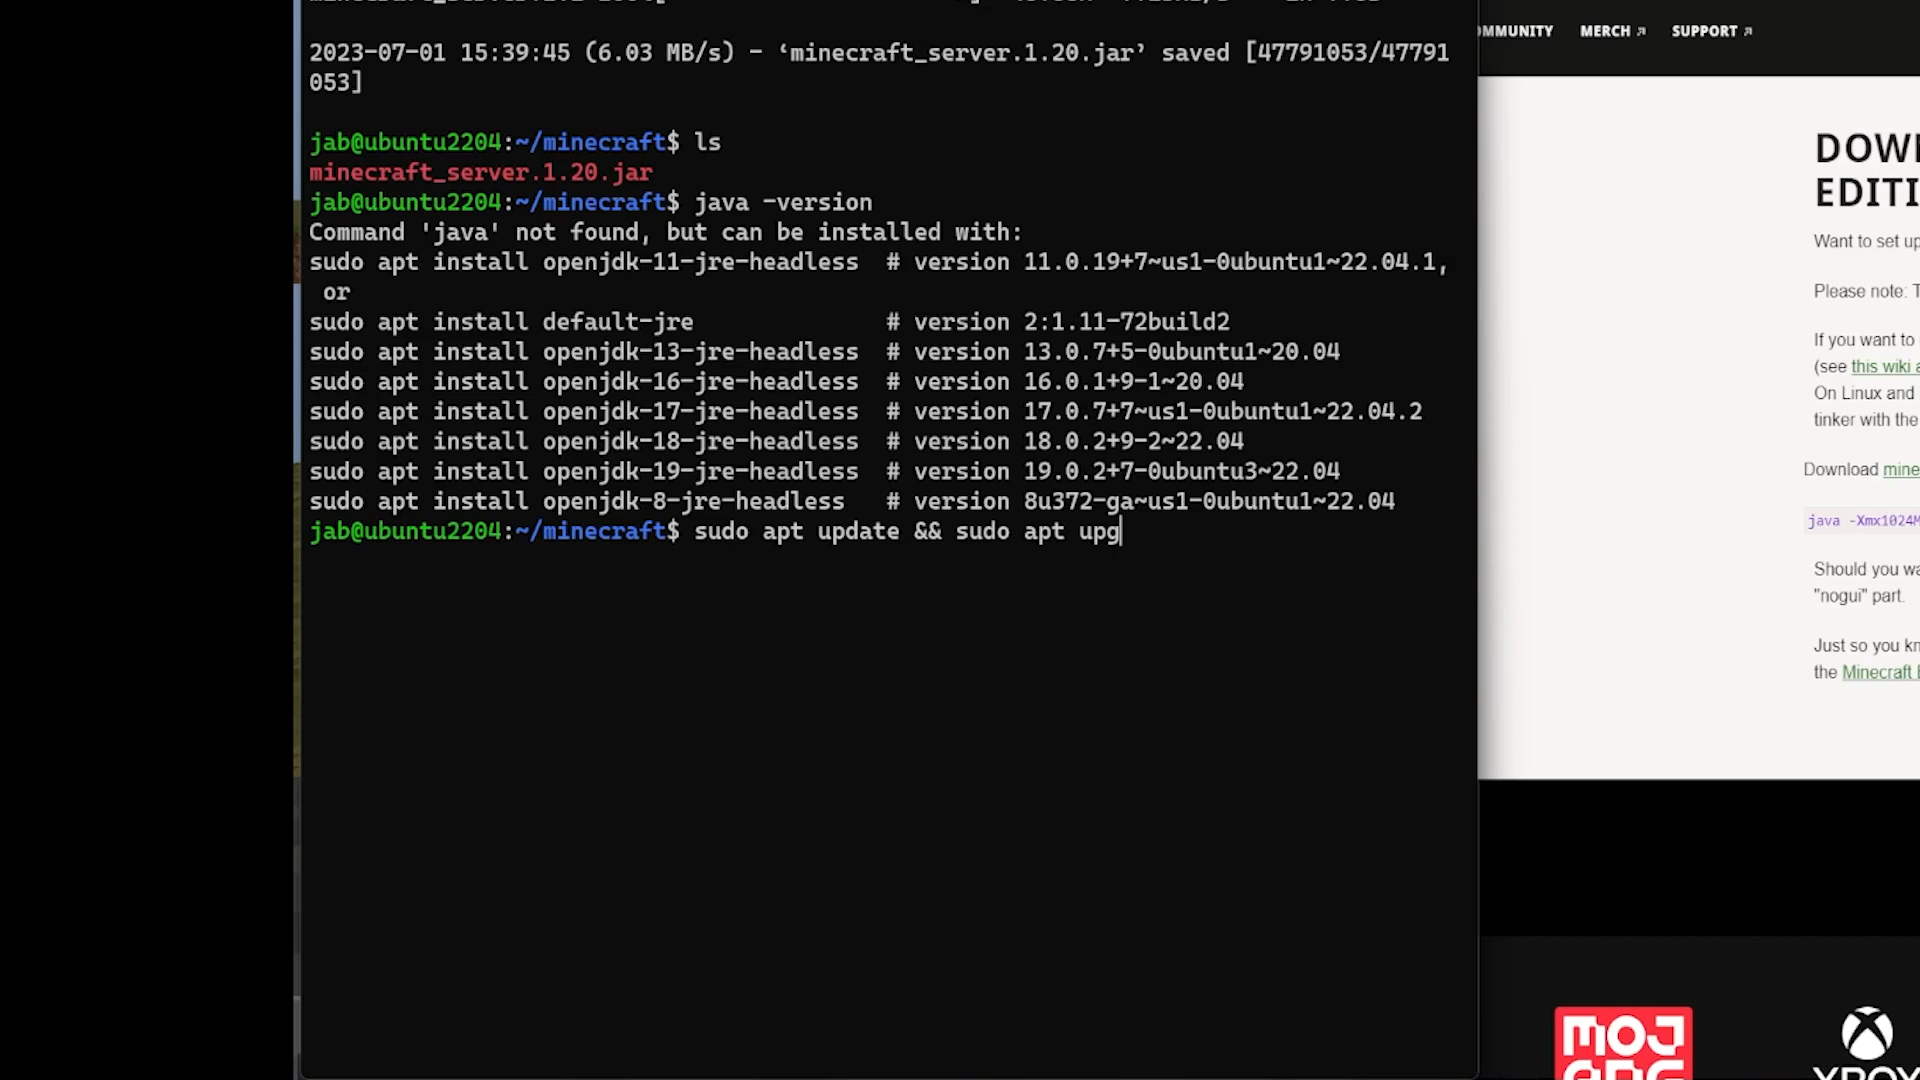 2023-07-01 15:39:45 (6.03 MB/s) - ‘minecraft_server.1.20.jar’ saved [47791053/47791
053]
jab@ubuntu2204:~/minecraft$ ls
minecraft_server.1.20.jar
jab@ubuntu2204:~/minecraft$ java -version
Command 'java' not found, but can be installed with:
sudo apt install openjdk-11-jre-headless  # version 11.0.19+7~us1-0ubuntu1~22.04.1,
 or
sudo apt install default-jre              # version 2:1.11-72build2
sudo apt install openjdk-13-jre-headless  # version 13.0.7+5-0ubuntu1~20.04
sudo apt install openjdk-16-jre-headless  # version 16.0.1+9-1~20.04
sudo apt install openjdk-17-jre-headless  # version 17.0.7+7~us1-0ubuntu1~22.04.2
sudo apt install openjdk-18-jre-headless  # version 18.0.2+9-2~22.04
sudo apt install openjdk-19-jre-headless  # version 19.0.2+7-0ubuntu3~22.04
sudo apt install openjdk-8-jre-headless   # version 8u372-ga~us1-0ubuntu1~22.04
jab@ubuntu2204:~/minecraft$ sudo apt update && sudo apt upg
MMUNITY MERCH SUPPORT
DOW
EDITI
Want to set up
Please note: T
If you want to
(see this wiki a
On Linux and
tinker with the
Download mine
java -Xmx1024M
Should you wa
"nogui" part.
Just so you kn
the Minecraft E
MOJ
XBOX